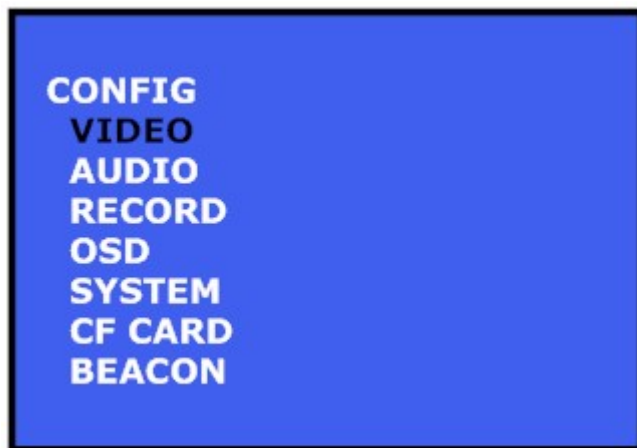 CONFIG
VIDEO
AUDIO
RECORD
OSD
SYSTEM
CF CARD
BEACON